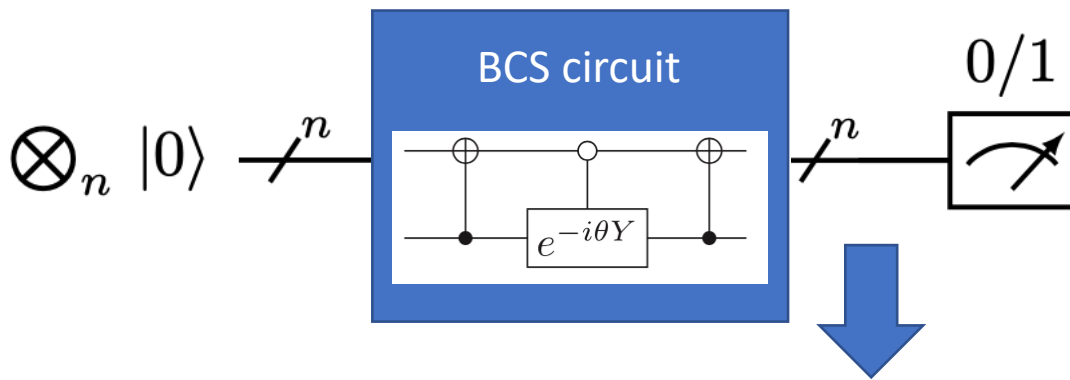 BCS circuit
0/1
⊗ₙ |0⟩
n
n
e^{-iθY}